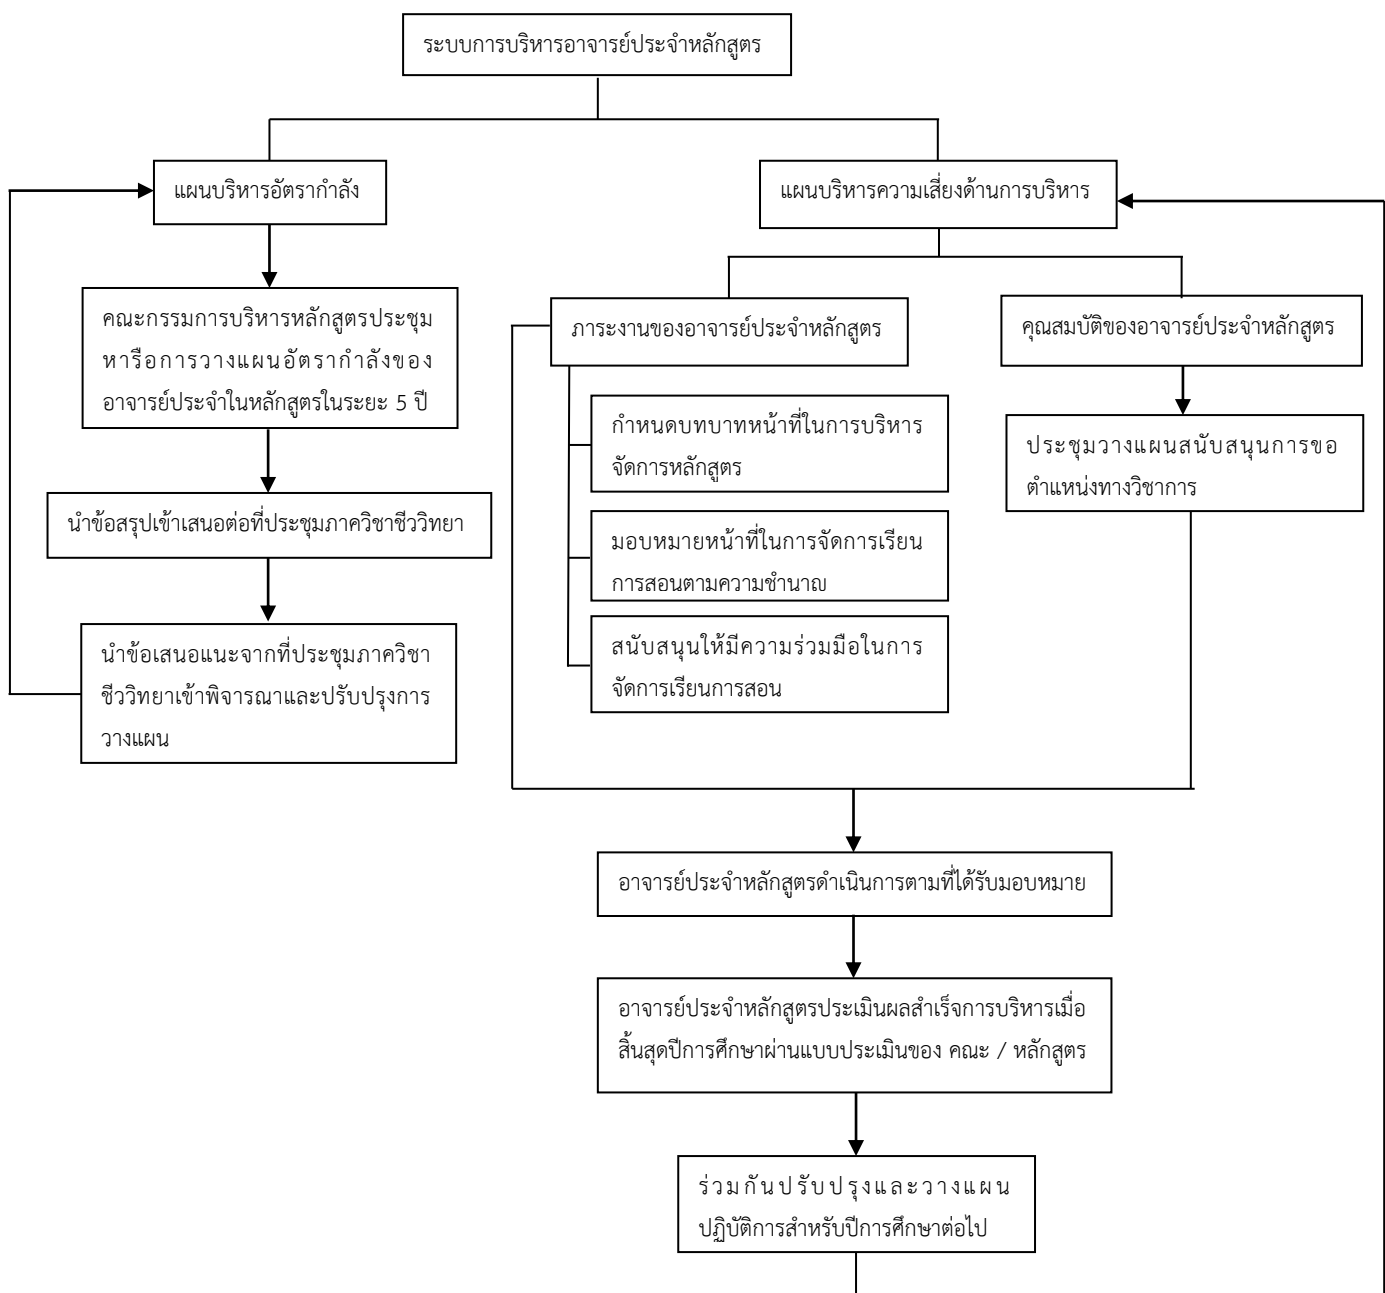 ระบบการบริหารอาจารย์ประจำหลักสูตร
แผนบริหารอัตรากำลัง
แผนบริหารความเสี่ยงด้านการบริหาร
คณะกรรมการบริหารหลักสูตรประชุม
หารือการวางแผนอัตรากำลังของ
อาจารย์ประจำในหลักสูตรในระยะ 5 ปี
นำข้อสรุปเข้าเสนอต่อที่ประชุมภาควิชาชีววิทยา
นำข้อเสนอแนะจากที่ประชุมภาควิชา
ชีววิทยาเข้าพิจารณาและปรับปรุงการ
วางแผน
ภาระงานของอาจารย์ประจำหลักสูตร
กำหนดบทบาทหน้าที่ในการบริหาร
จัดการหลักสูตร
มอบหมายหน้าที่ในการจัดการเรียน
การสอนตามความชำนาญ
สนับสนุนให้มีความร่วมมือในการ
จัดการเรียนการสอน
คุณสมบัติของอาจารย์ประจำหลักสูตร
ประชุมวางแผนสนับสนุนการขอ
ตำแหน่งทางวิชาการ
อาจารย์ประจำหลักสูตรดำเนินการตามที่ได้รับมอบหมาย
อาจารย์ประจำหลักสูตรประเมินผลสำเร็จการบริหารเมื่อ
สิ้นสุดปีการศึกษาผ่านแบบประเมินของ คณะ / หลักสูตร
ร่วมกันปรับปรุงและวางแผน
ปฏิบัติการสำหรับปีการศึกษาต่อไป